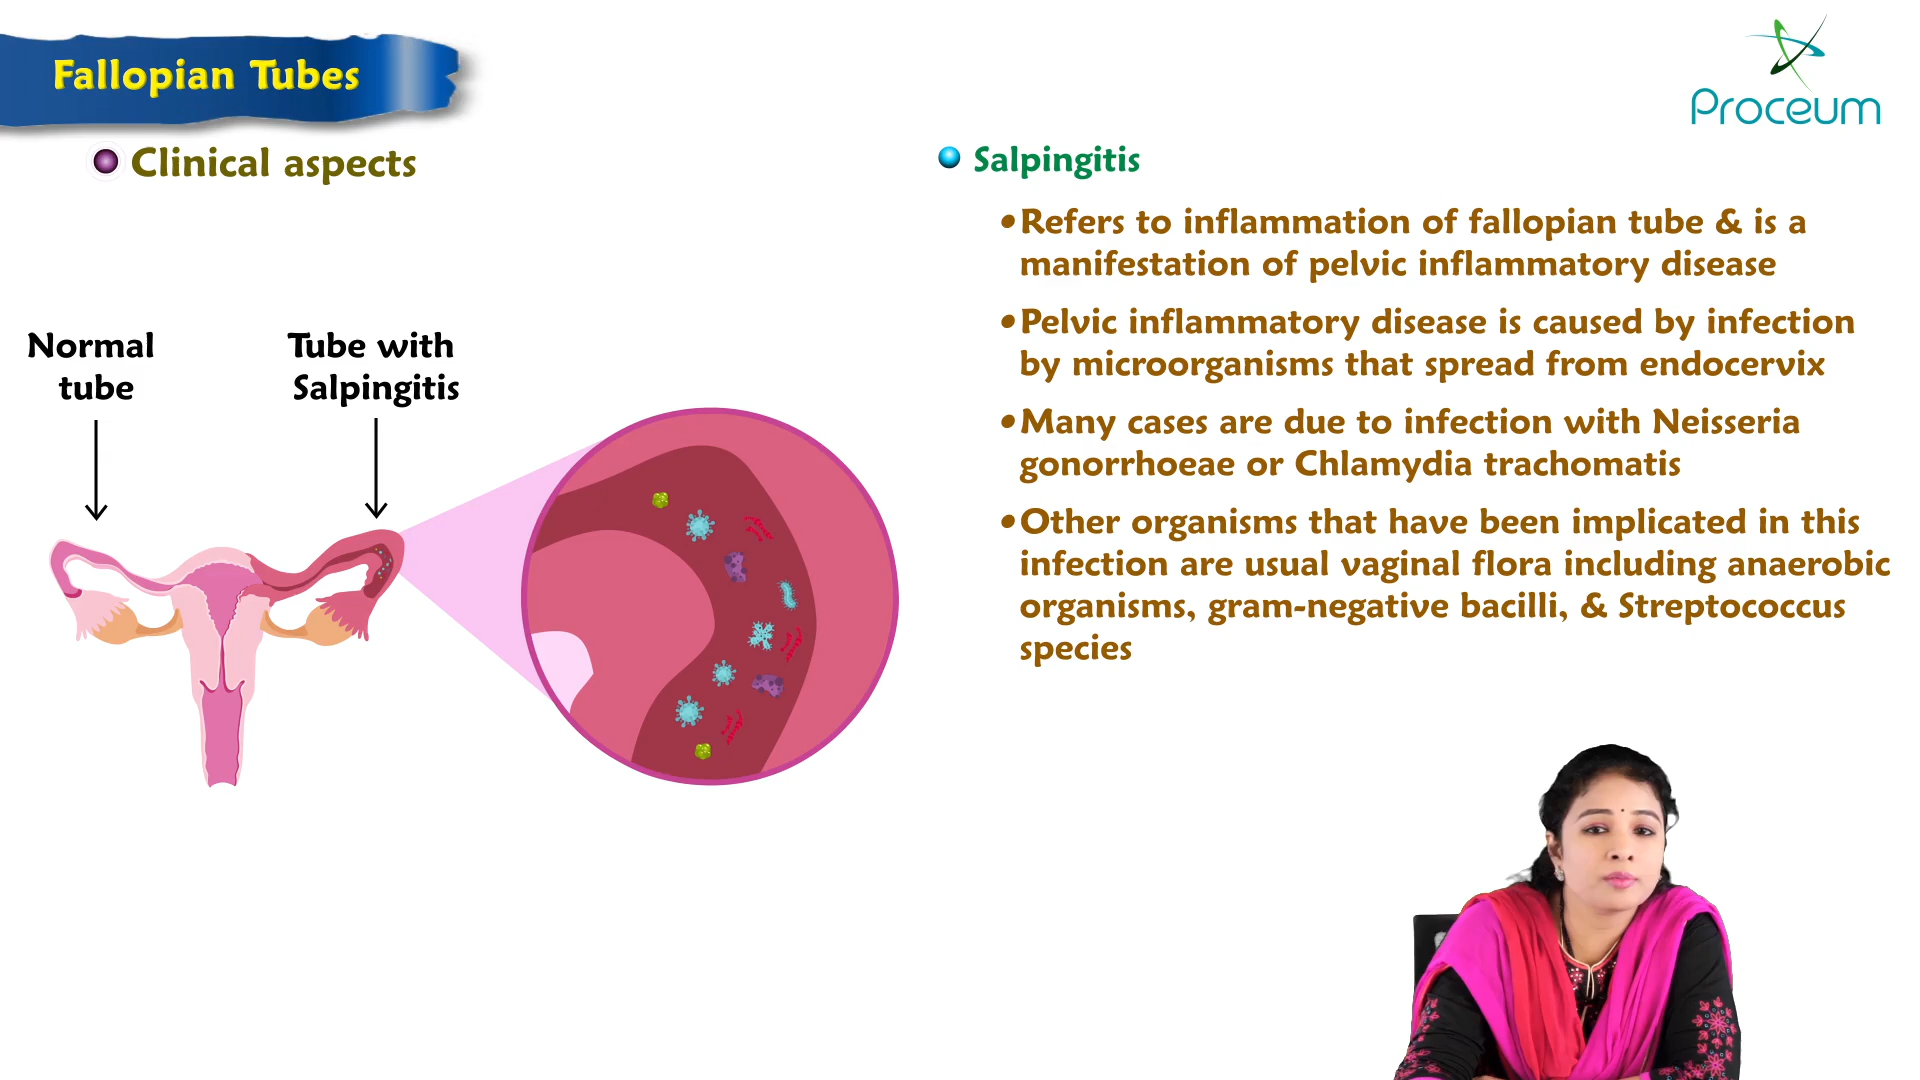 Fallopian Tubes
Proceum
Clinical aspects
Normal
tube
Tube with
Salpingitis
Salpingitis
•Refers to inflammation of fallopian tube & is a
manifestation of pelvic inflammatory disease
•Pelvic inflammatory disease is caused by infection
by microorganisms that spread from endocervix
•Many cases are due to infection with Neisseria
gonorrhoeae or Chlamydia trachomatis
•Other organisms that have been implicated in this
infection are usual vaginal flora including anaerobic
organisms, gram-negative bacilli, & Streptococcus
species